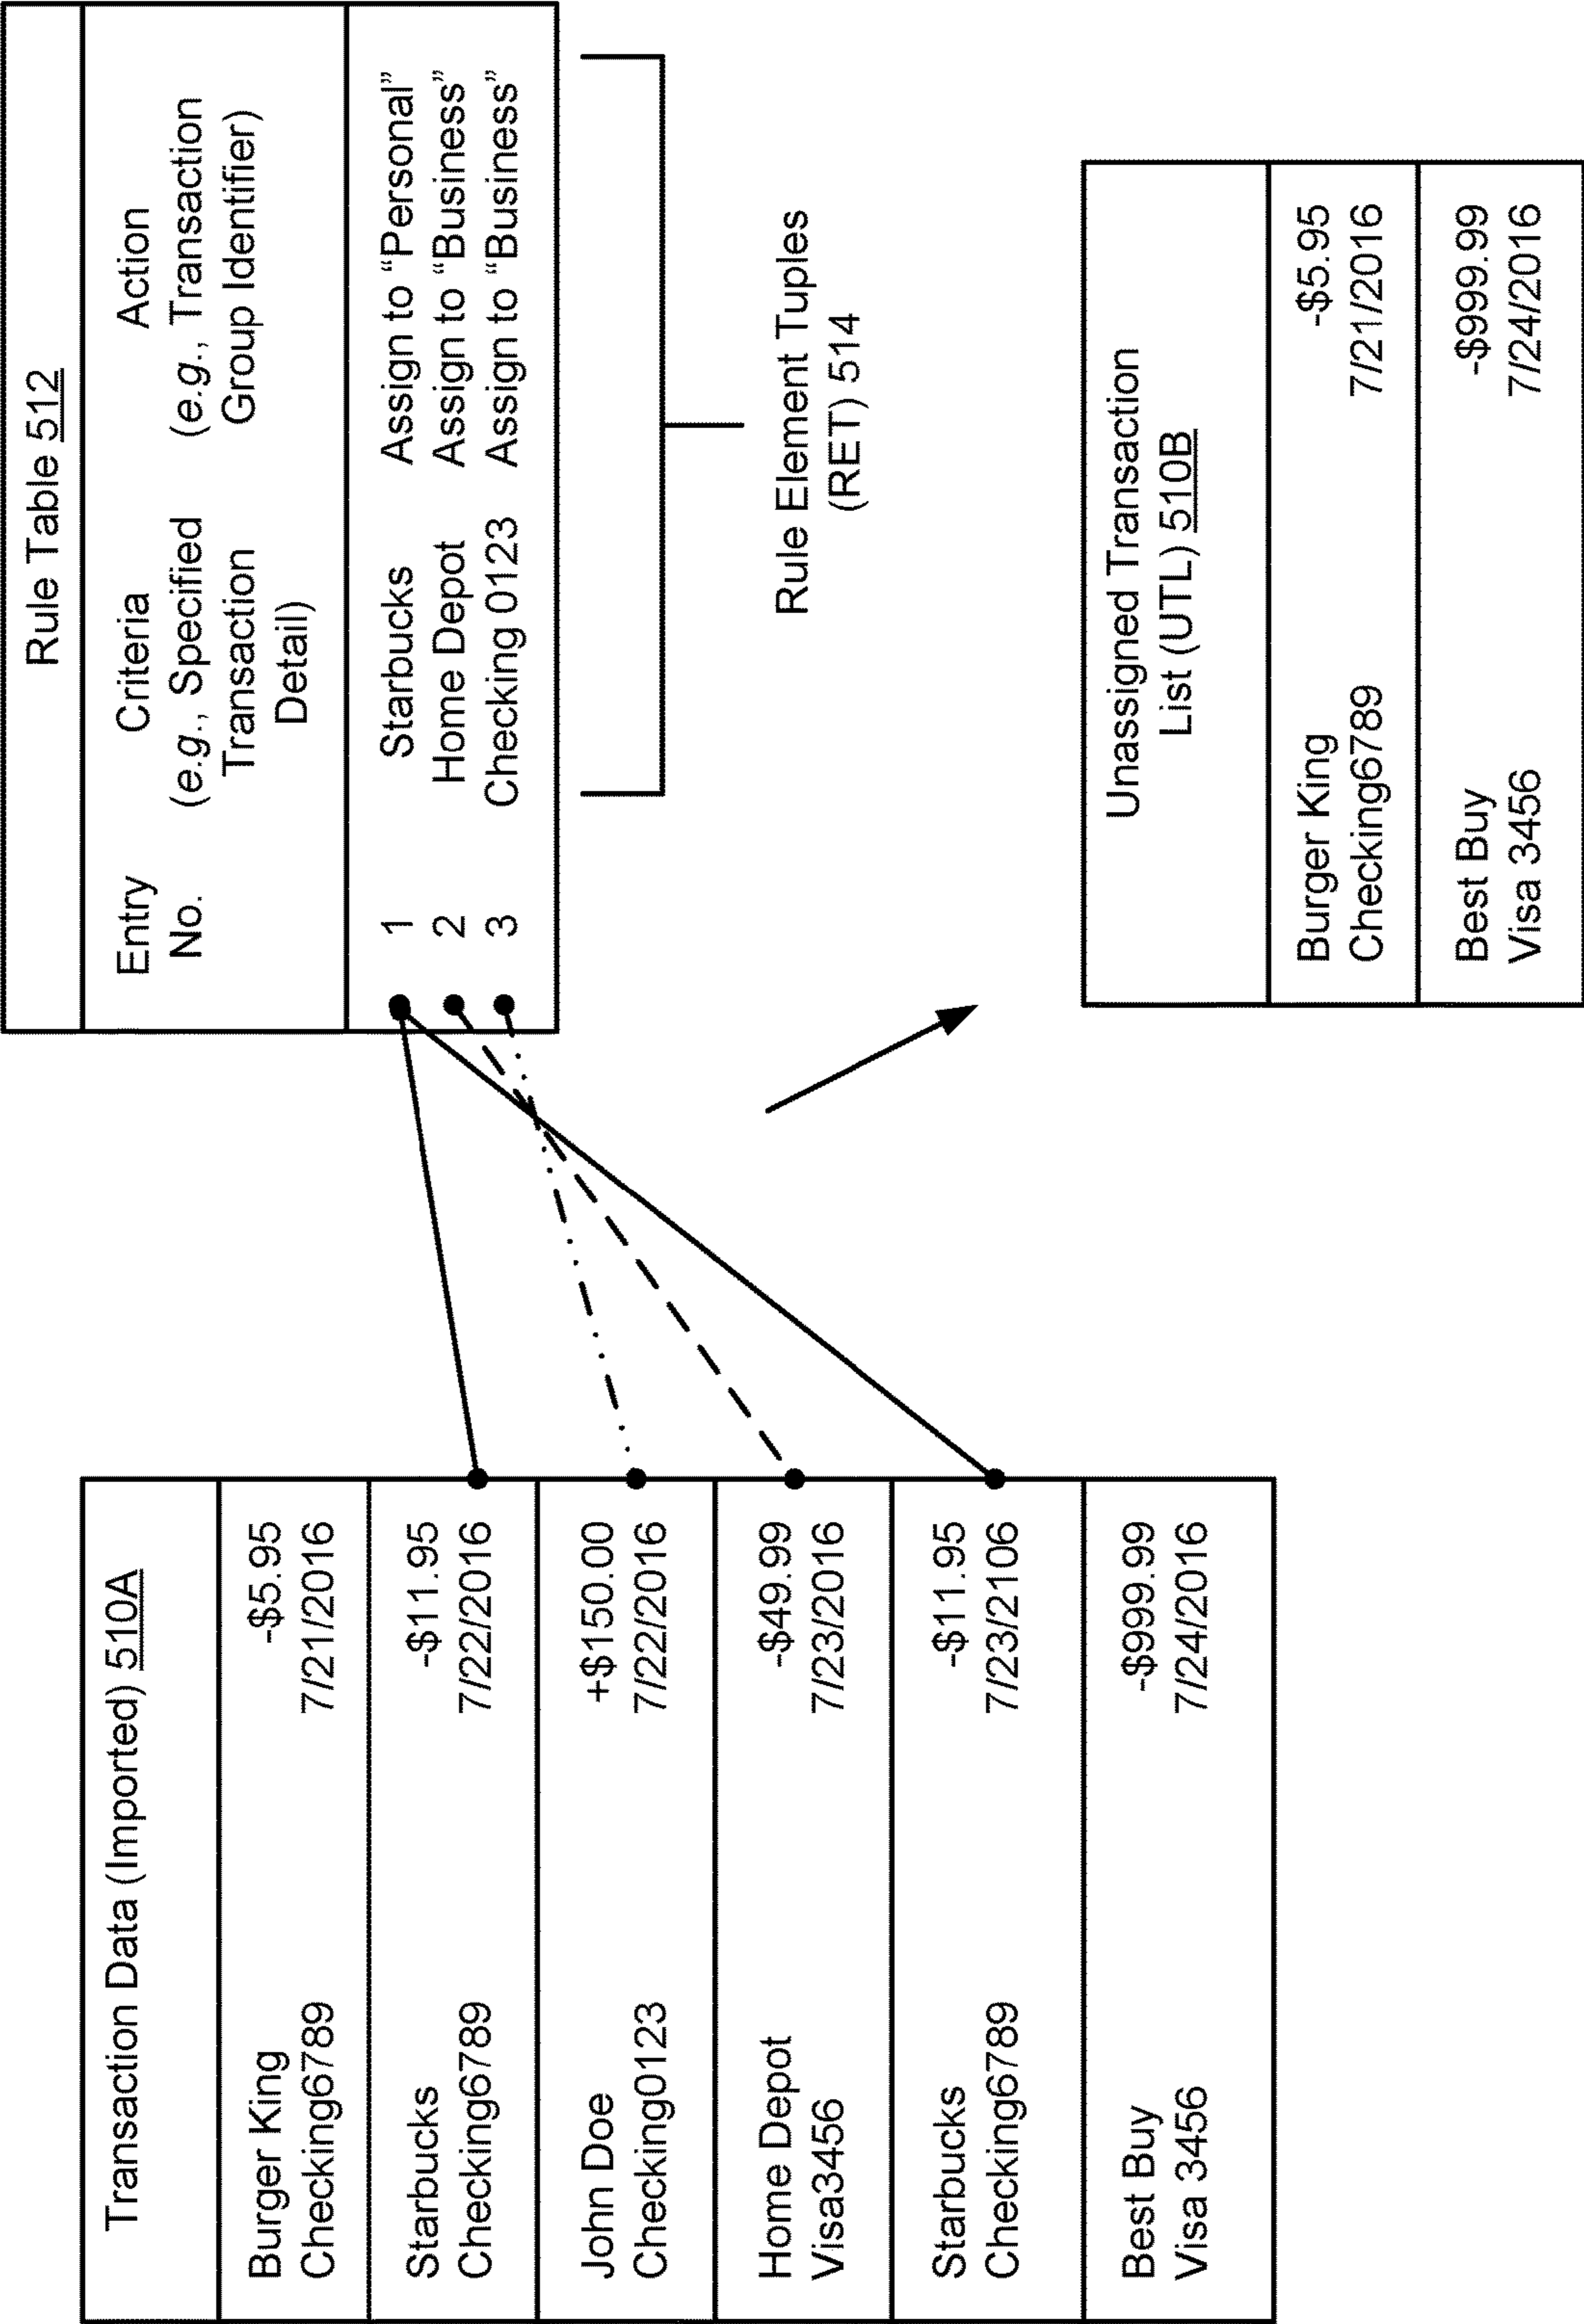 Transaction Data (Imported) 510A
Burger King -$5.95
Checking6789 7/21/2016
Starbucks -$11.95
Checking6789 7/22/2016
John Doe +$150.00
Checking0123 7/22/2016
Home Depot -$49.99
Visa3456 7/23/2016
Starbucks -$11.95
Checking6789 7/23/2106
Best Buy -$999.99
Visa 3456 7/24/2016
Rule Table 512
Entry Criteria Action
No. (e.g., Specified (e.g., Transaction
Transaction Group Identifier)
Detail)
1 Starbucks Assign to “Personal”
2 Home Depot Assign to “Business”
3 Checking 0123 Assign to “Business”
Rule Element Tuples
(RET) 514
Unassigned Transaction
List (UTL) 510B
Burger King -$5.95
Checking6789 7/21/2016
Best Buy -$999.99
Visa 3456 7/24/2016